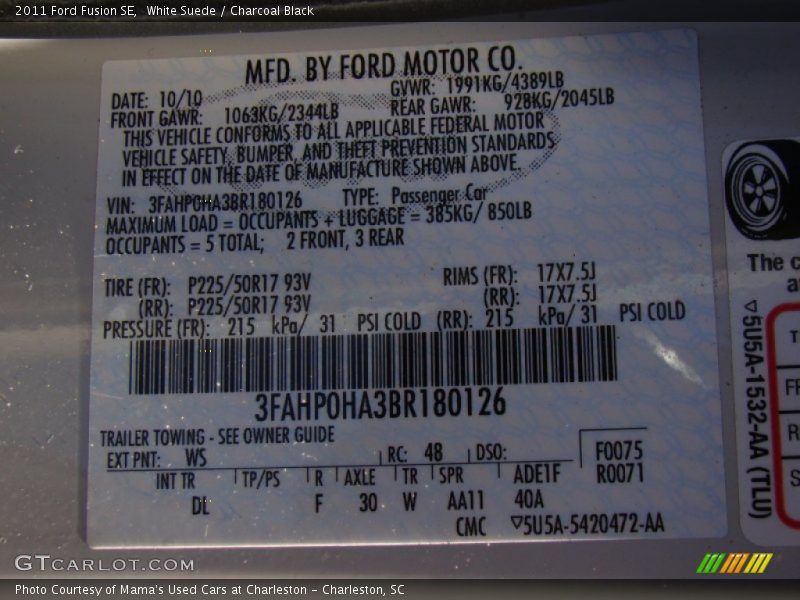 2011 Ford Fusion SE, White Suede / Charcoal Black
MFD. BY FORD MOTOR CO.
DATE: 10/10 GVWR: 1991KG/4389LB
FRONT GAWR: 1063KG/2344LB REAR GAWR: 928KG/2045LB
THIS VEHICLE CONFORMS TO ALL APPLICABLE FEDERAL MOTOR
VEHICLE SAFETY, BUMPER, AND THEFT PREVENTION STANDARDS
IN EFFECT ON THE DATE OF MANUFACTURE SHOWN ABOVE.
VIN: 3FAHP0HA3BR180126 TYPE: Passenger Car
MAXIMUM LOAD = OCCUPANTS + LUGGAGE = 385KG/ 850LB
OCCUPANTS = 5 TOTAL; 2 FRONT, 3 REAR
TIRE (FR): P225/50R17 93V RIMS (FR): 17X7.5J
(RR): P225/50R17 93V (RR): 17X7.5J
PRESSURE (FR): 215 kPa/ 31 PSI COLD (RR): 215 kPa/ 31 PSI COLD
3FAHP0HA3BR180126
TRAILER TOWING - SEE OWNER GUIDE
EXT PNT: WS RC: 48 DSO: F0075
INT TR TP/PS R AXLE TR SPR ADE1F R0071
DL F 30 W AA11 40A
CMC ▽5U5A-5420472-AA
The c
▽5U5A-1532-AA (TLU)
T
F
R
S
GTCARLOT.COM
Photo Courtesy of Mama's Used Cars at Charleston - Charleston, SC